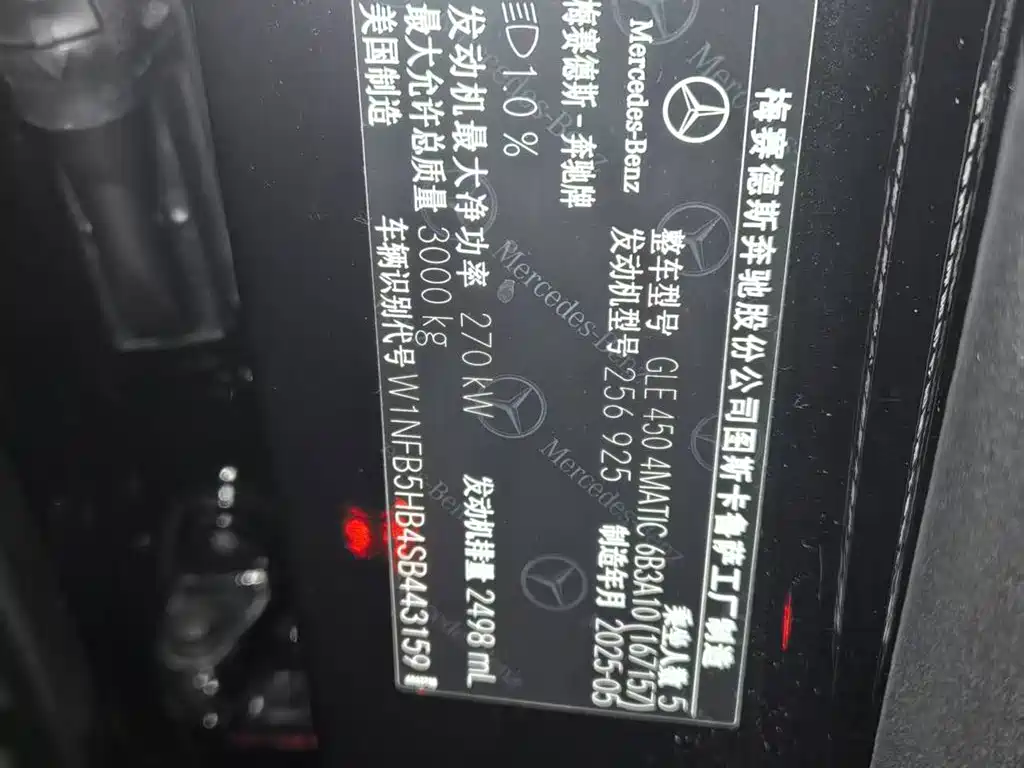 梅赛德斯奔驰股份公司图斯卡鲁萨工厂制造
Mercedes-Benz
整车型号 GLE 450 4MATIC 6B3A10(167157)
乘坐人数 5
梅赛德斯-奔驰牌
发动机型号 256 925
制造年月 2025-05
10 %
发动机最大净功率 270 kW
发动机排量 2498 mL
最大允许总质量 3000 kg
美国制造
车辆识别代号 W1NFB5HB4SB443159